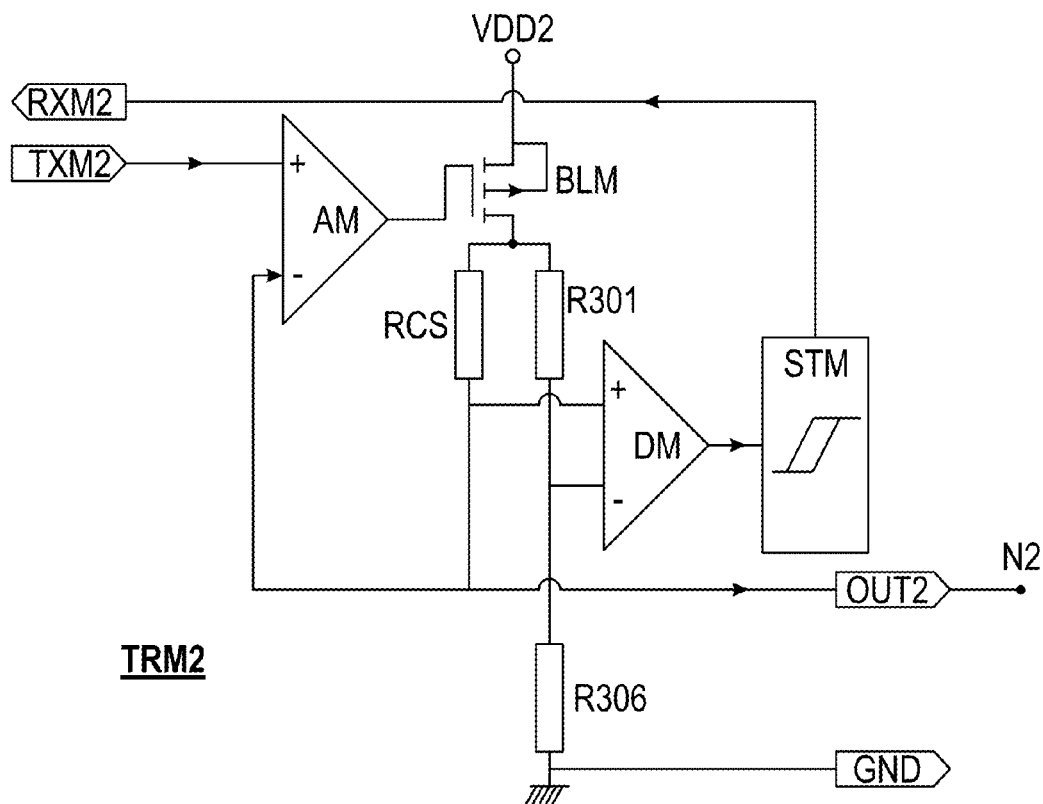 VDD2
RXM2
TXM2
+
AM
-
BLM
RCS
R301
STM
+
DM
-
N2
OUT2
TRM2
R306
GND